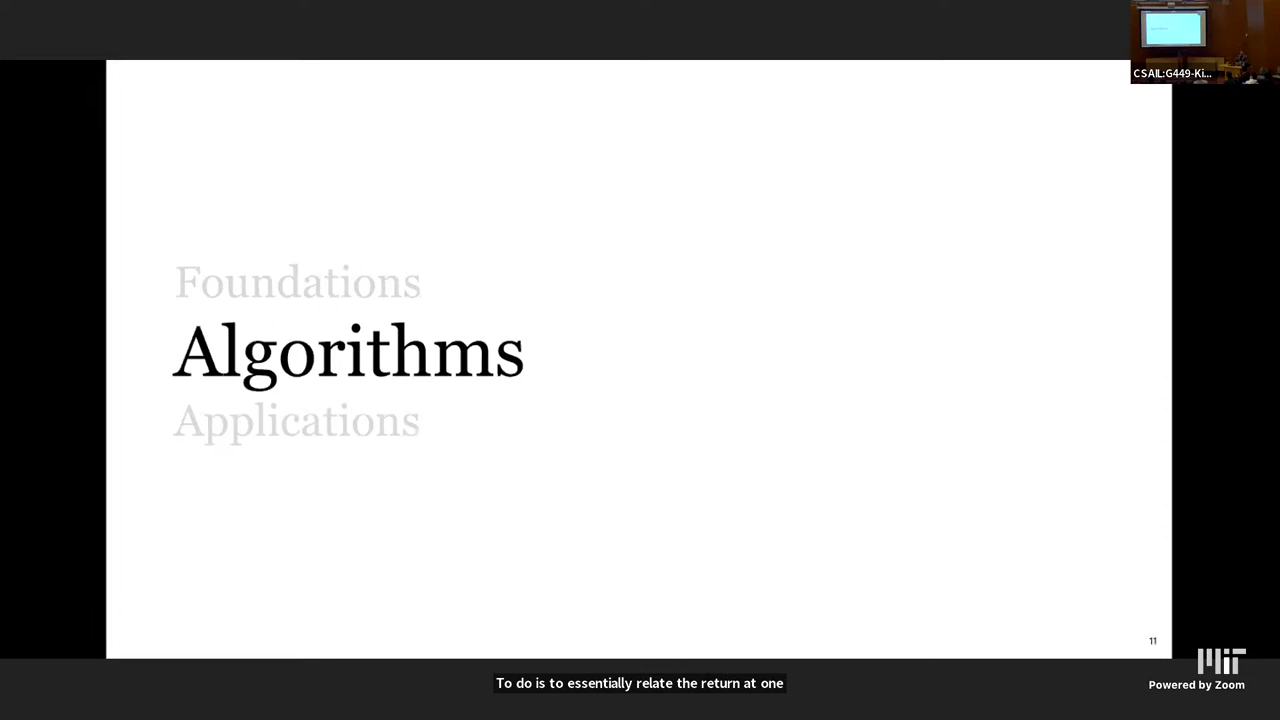 CSAIL:G449-Ki...
Foundations
Algorithms
Applications
11
MIT
Powered by Zoom
To do is to essentially relate the return at one